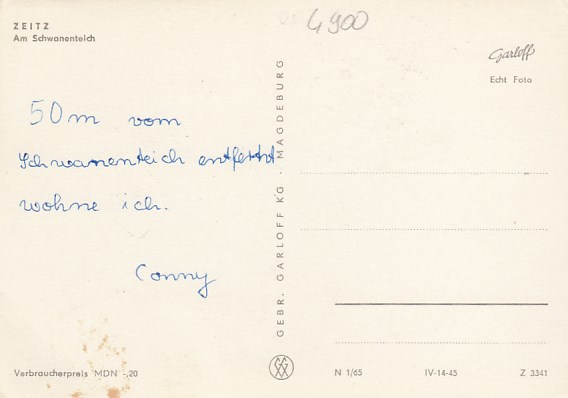 ZEITZ
Am Schwanenteich
4900
Garloff
Echt Foto
50m vom
Schwanenteich entfernt
wohne ich.
Conny
GEBR. GARLOFF KG · MAGDEBURG
Verbraucherpreis MDN -,20
N 1/65
IV-14-45
Z 3341